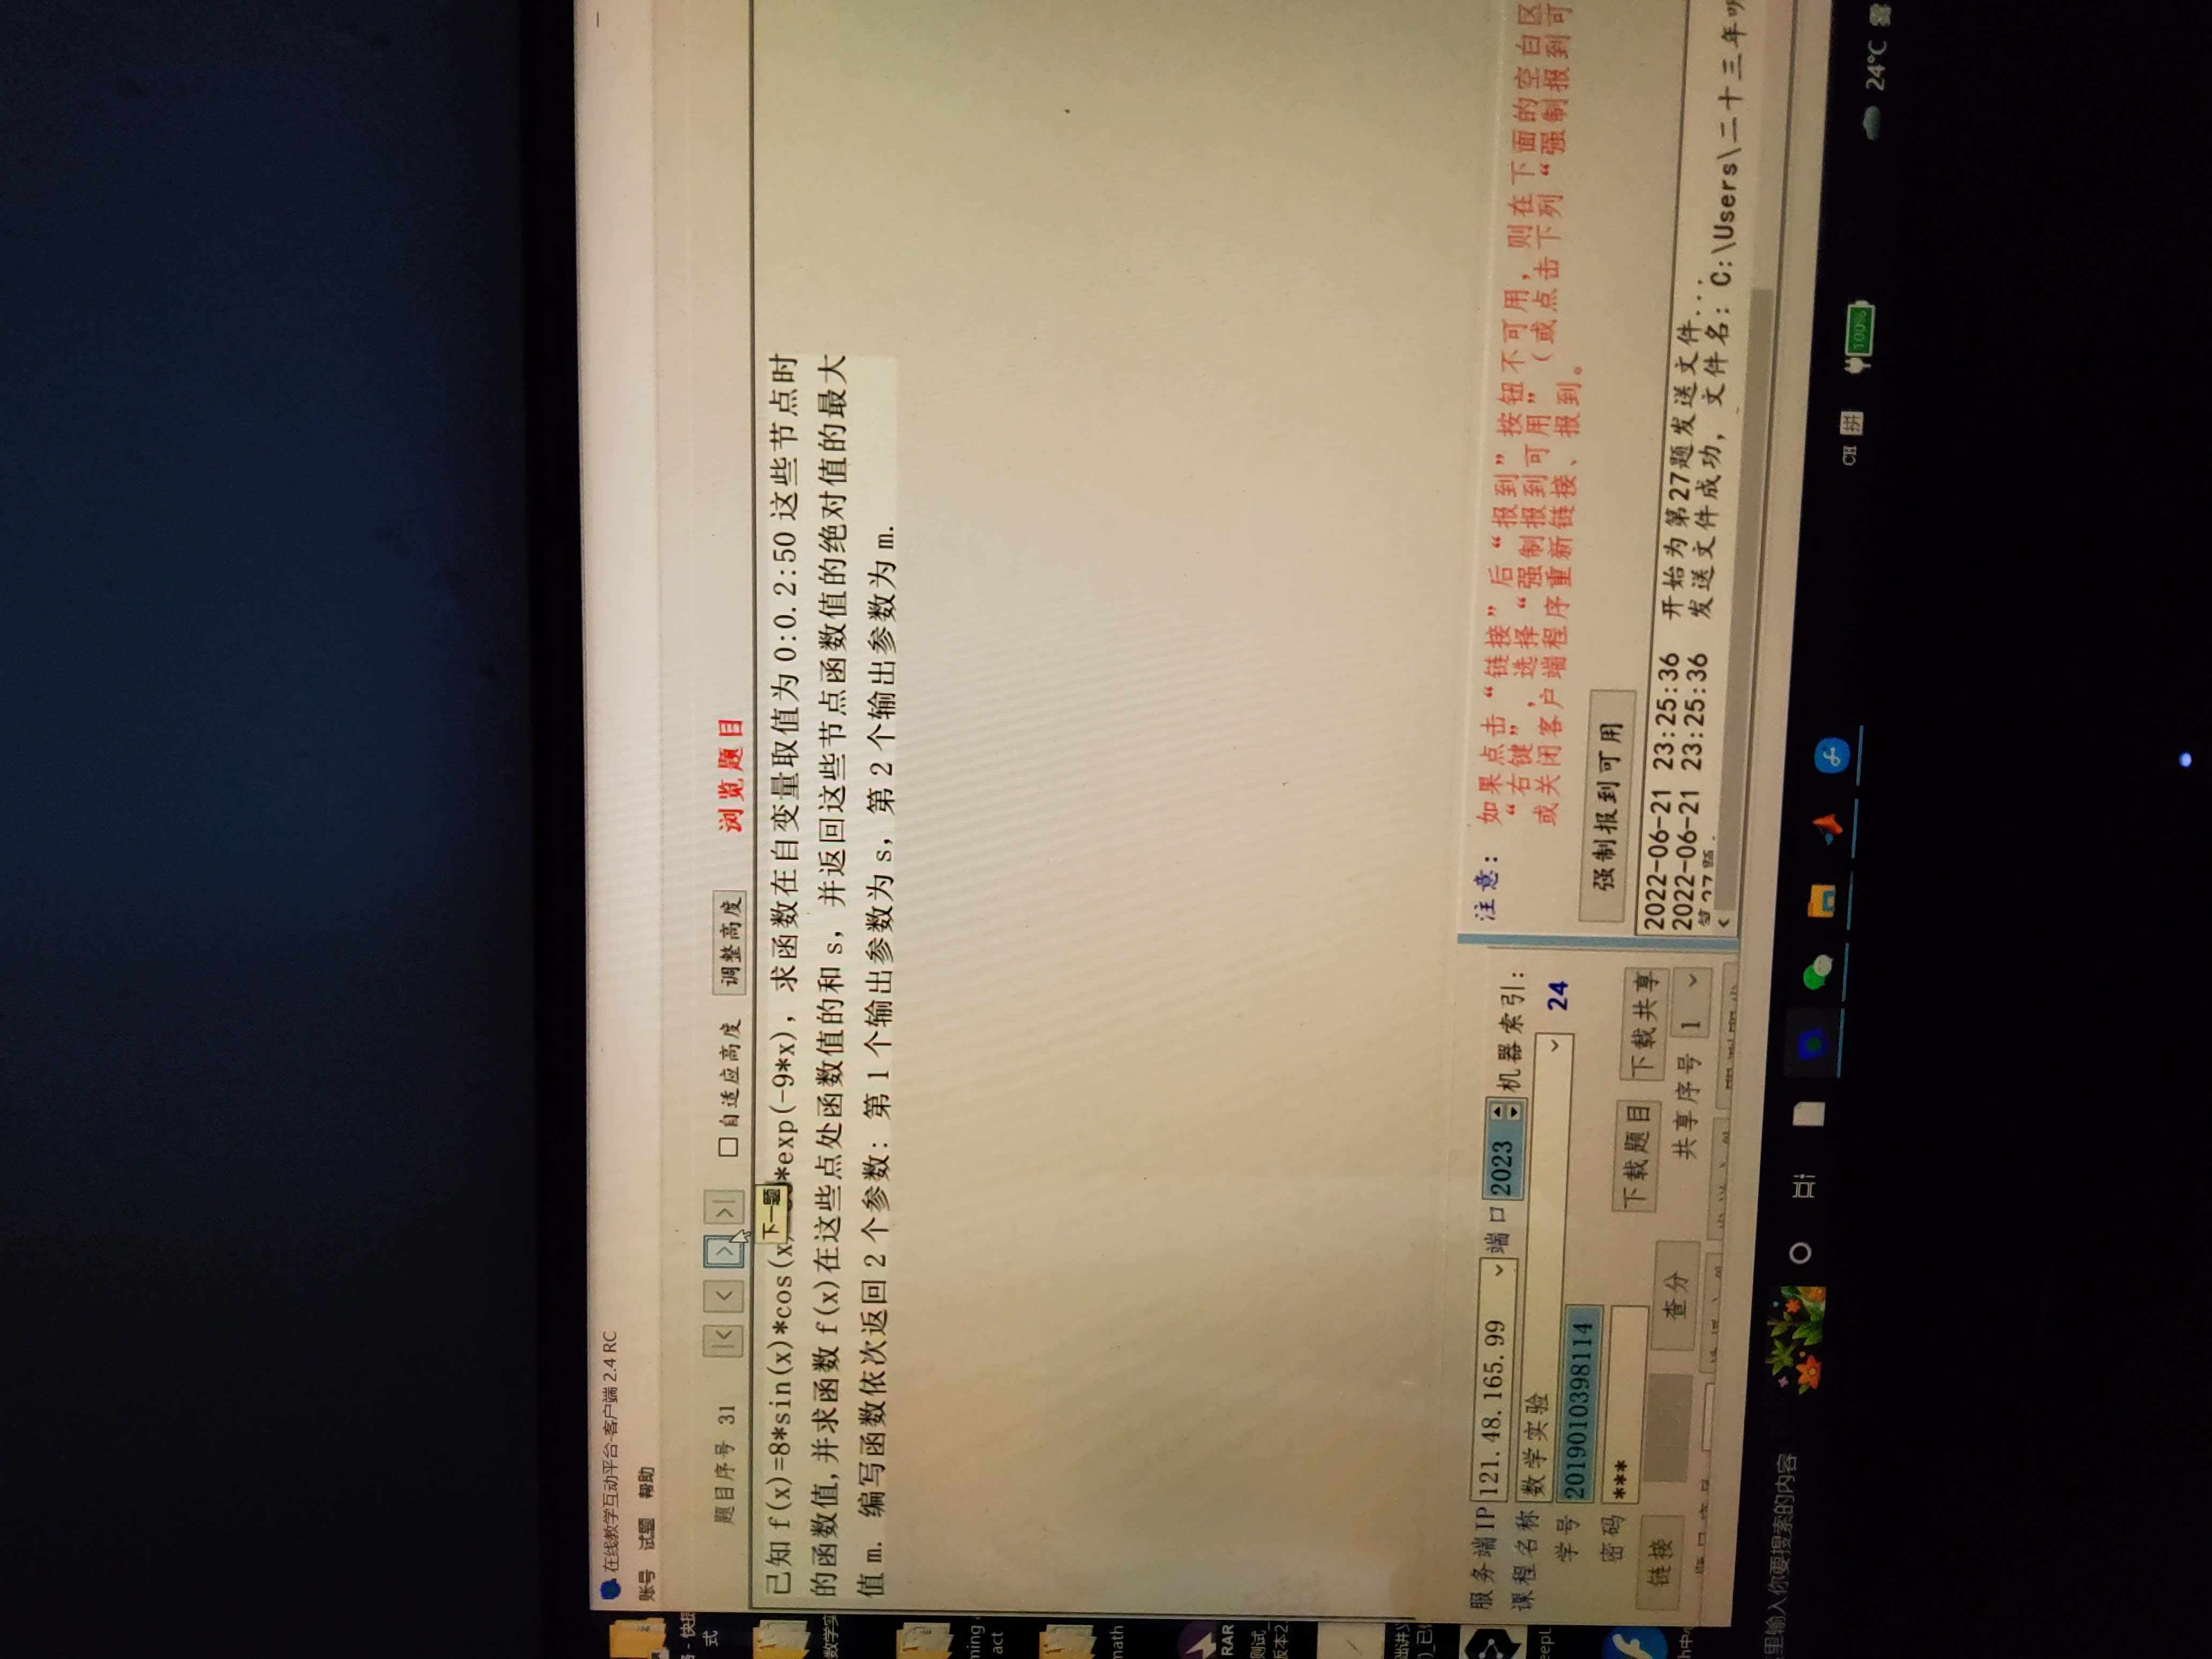 在线教学互动平台-客户端 2.4 RC
账号 试题 帮助
题目序号 31 |< < > >| 自适应高度 调整高度 浏览题目
下一题
已知 f(x)=8*sin(x)*cos(x *exp(-9*x), 求函数在自变量取值为 0:0.2:50 这些节点时
的函数值,并求函数 f(x)在这些点处函数值的和 s, 并返回这些节点函数值的绝对值的最大
值 m. 编写函数依次返回 2 个参数: 第 1 个输出参数为 s, 第 2 个输出参数为 m.
- 快捷
式
数学实
ming
act
math
RAR
测试_
版本2.
础讲义
)_已
eepL
h中心
服务端IP 121.48.165.99 端口 2023 机器索引:
课程名称 数学实验 24
学号 2019010398114
密码 ***
下载题目 下载共享
链接 查分 共享序号 1
注意: 如果点击“链接”后“报到”按钮不可用, 则在下面的空白区
“右键”, 选择“强制报到可用”(或点击下列“强制报到可
或关闭客户端程序重新链接、报到。
强制报到可用
2022-06-21 23:25:36 开始为第27题发送文件...
2022-06-21 23:25:36 发送文件成功, 文件名: C:\Users\二十三年
第27题
里输入你要搜索的内容
CH 拼 100% 24°C 雾